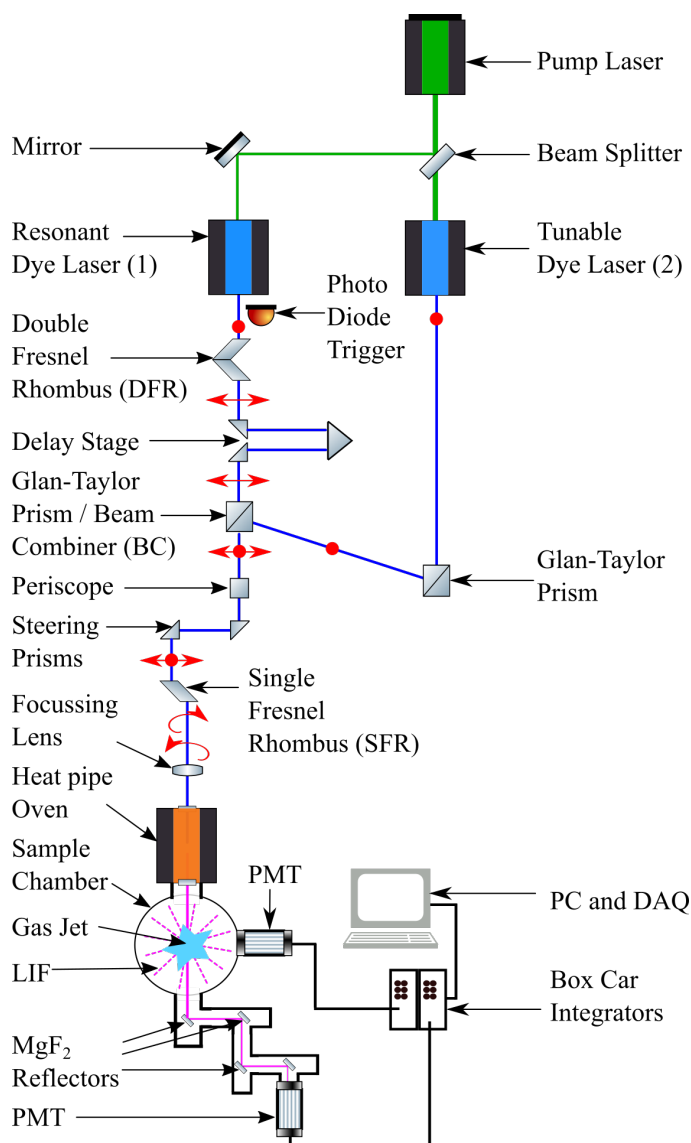 Pump Laser
Mirror
Beam Splitter
Resonant
Dye Laser (1)
Tunable
Dye Laser (2)
Photo
Diode
Trigger
Double
Fresnel
Rhombus (DFR)
Delay Stage
Glan-Taylor
Prism / Beam
Combiner (BC)
Glan-Taylor
Prism
Periscope
Steering
Prisms
Single
Fresnel
Rhombus (SFR)
Focussing
Lens
Heat pipe
Oven
Sample
Chamber
PMT
PC and DAQ
Gas Jet
LIF
Box Car
Integrators
MgF₂
Reflectors
PMT